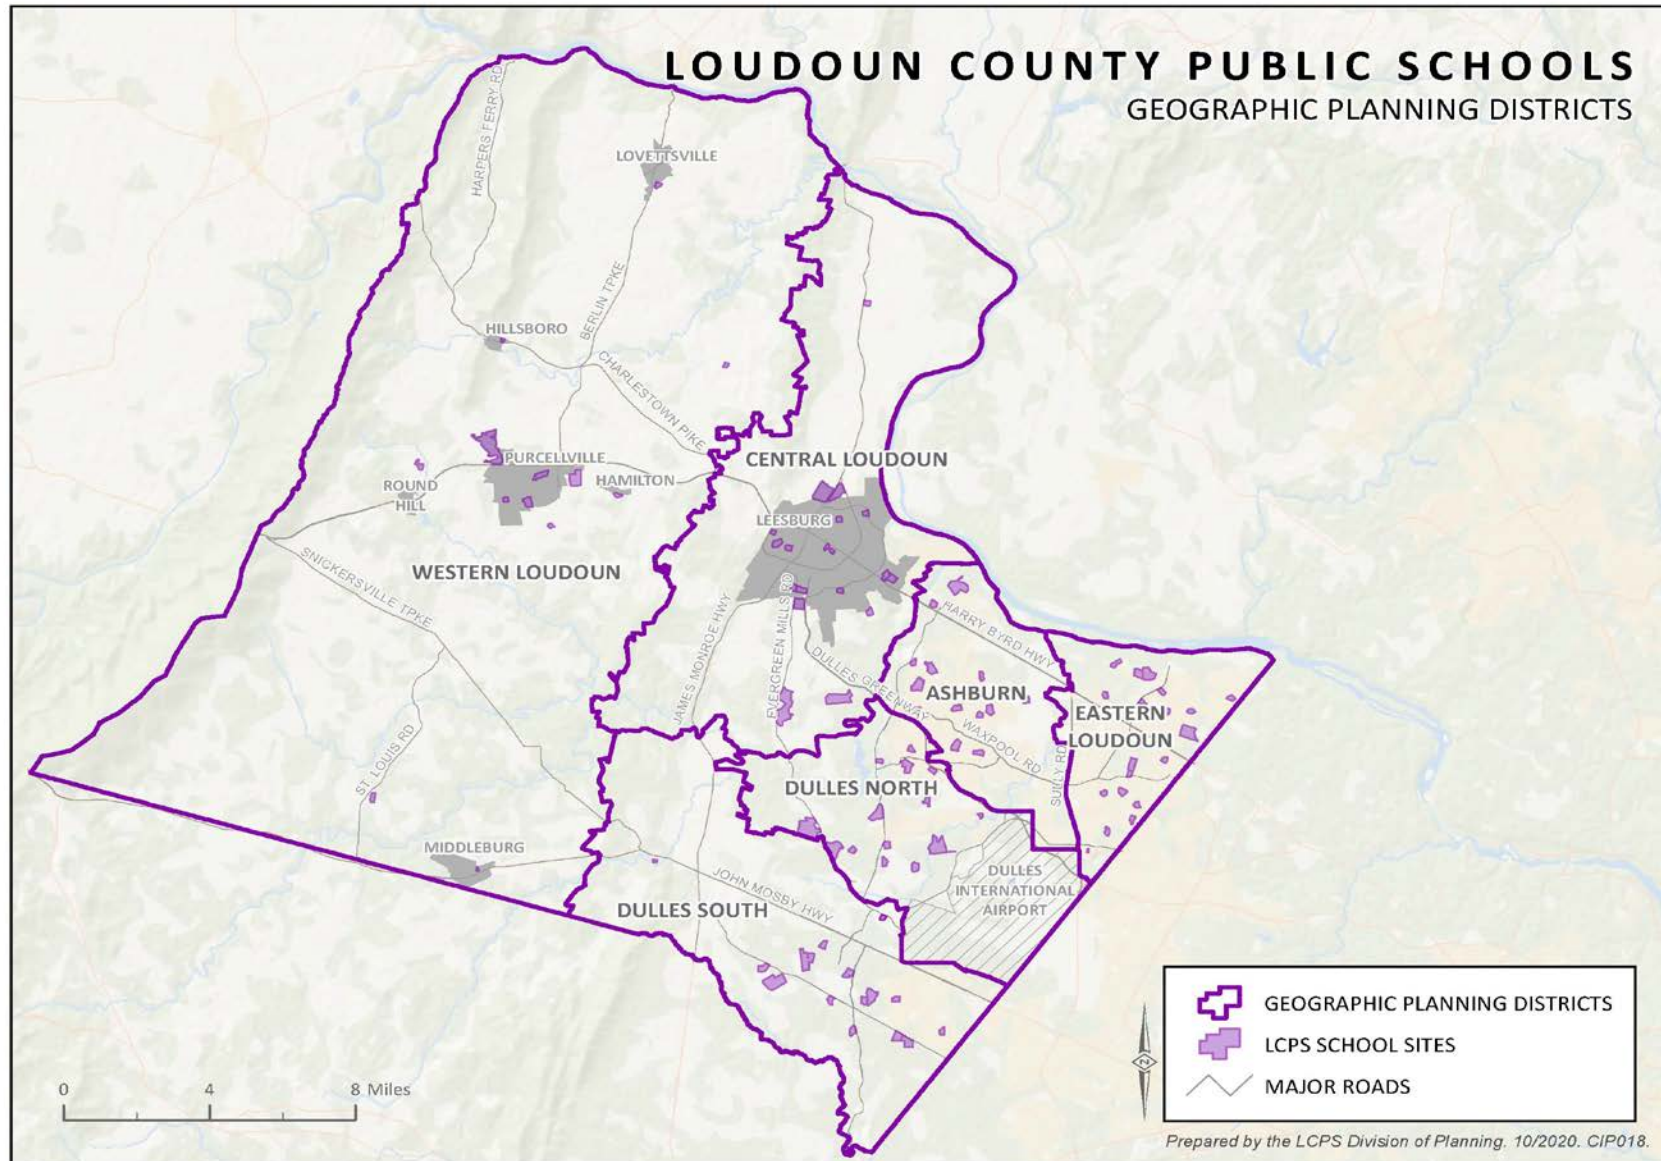 LOUDOUN COUNTY PUBLIC SCHOOLS
GEOGRAPHIC PLANNING DISTRICTS
HARPERS FERRY RD
LOVETTSVILLE
BERLIN TPKE
HILLSBORO
CHARLESTOWN PIKE
PURCELLVILLE
CENTRAL LOUDOUN
ROUND
HILL
HAMILTON
LEESBURG
WESTERN LOUDOUN
SNICKERSVILLE TPKE
JAMES MONROE HWY
EVERGREEN MILLS RD
HARRY BYRD HWY
DULLES GREENWAY
ASHBURN
EASTERN
LOUDOUN
WAXPOOL RD
SULLY RD
ST. LOUIS RD
DULLES NORTH
MIDDLEBURG
DULLES
INTERNATIONAL
AIRPORT
JOHN MOSBY HWY
DULLES SOUTH
GEOGRAPHIC PLANNING DISTRICTS
LCPS SCHOOL SITES
MAJOR ROADS
N
0 4 8 Miles
Prepared by the LCPS Division of Planning. 10/2020. CIP018.